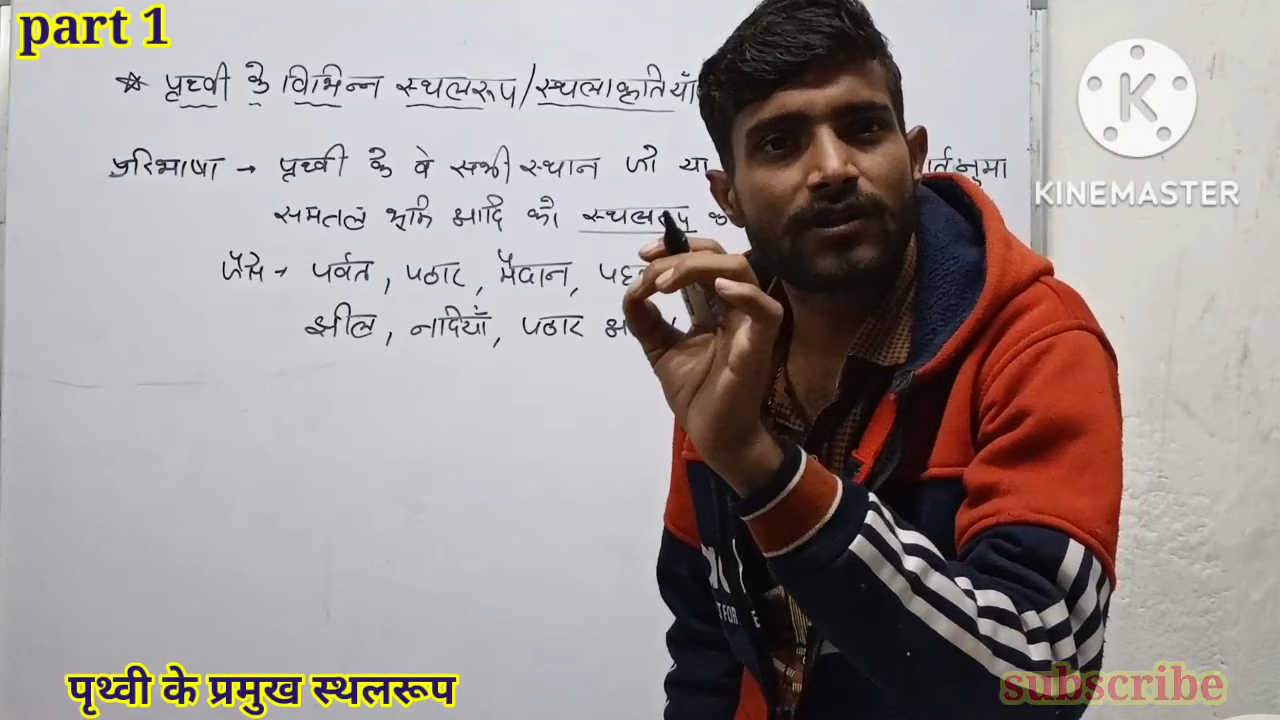 part 1
☆ पृथ्वी के विभिन्न स्थलरूप/स्थलाकृतियाँ
परिभाषा → पृथ्वी के वे सभी स्थान जो या
समतल भूमि आदि को स्थलरूप
जैसे → पर्वत, पठार, मैदान,
झील, नदियाँ, पठार
K
KINEMASTER
पृथ्वी के प्रमुख स्थलरूप
subscribe